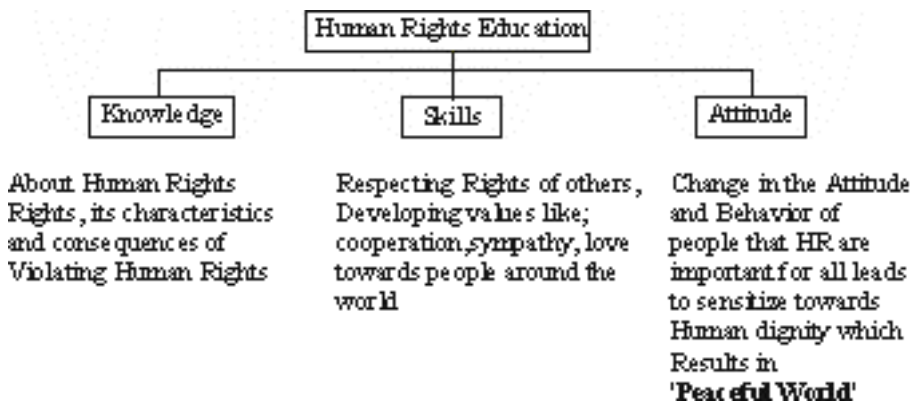 Human Rights Education
Knowledge
Skills
Attitude
About Human Rights
Rights, its characteristics
and consequences of
Violating Human Rights
Respecting Rights of others,
Developing values like;
cooperation,sympathy, love
towards people around the
world
Change in the Attitude
and Behavior of
people that HR are
important for all leads
to sensitize towards
Human dignity which
Results in
'Peaceful World'